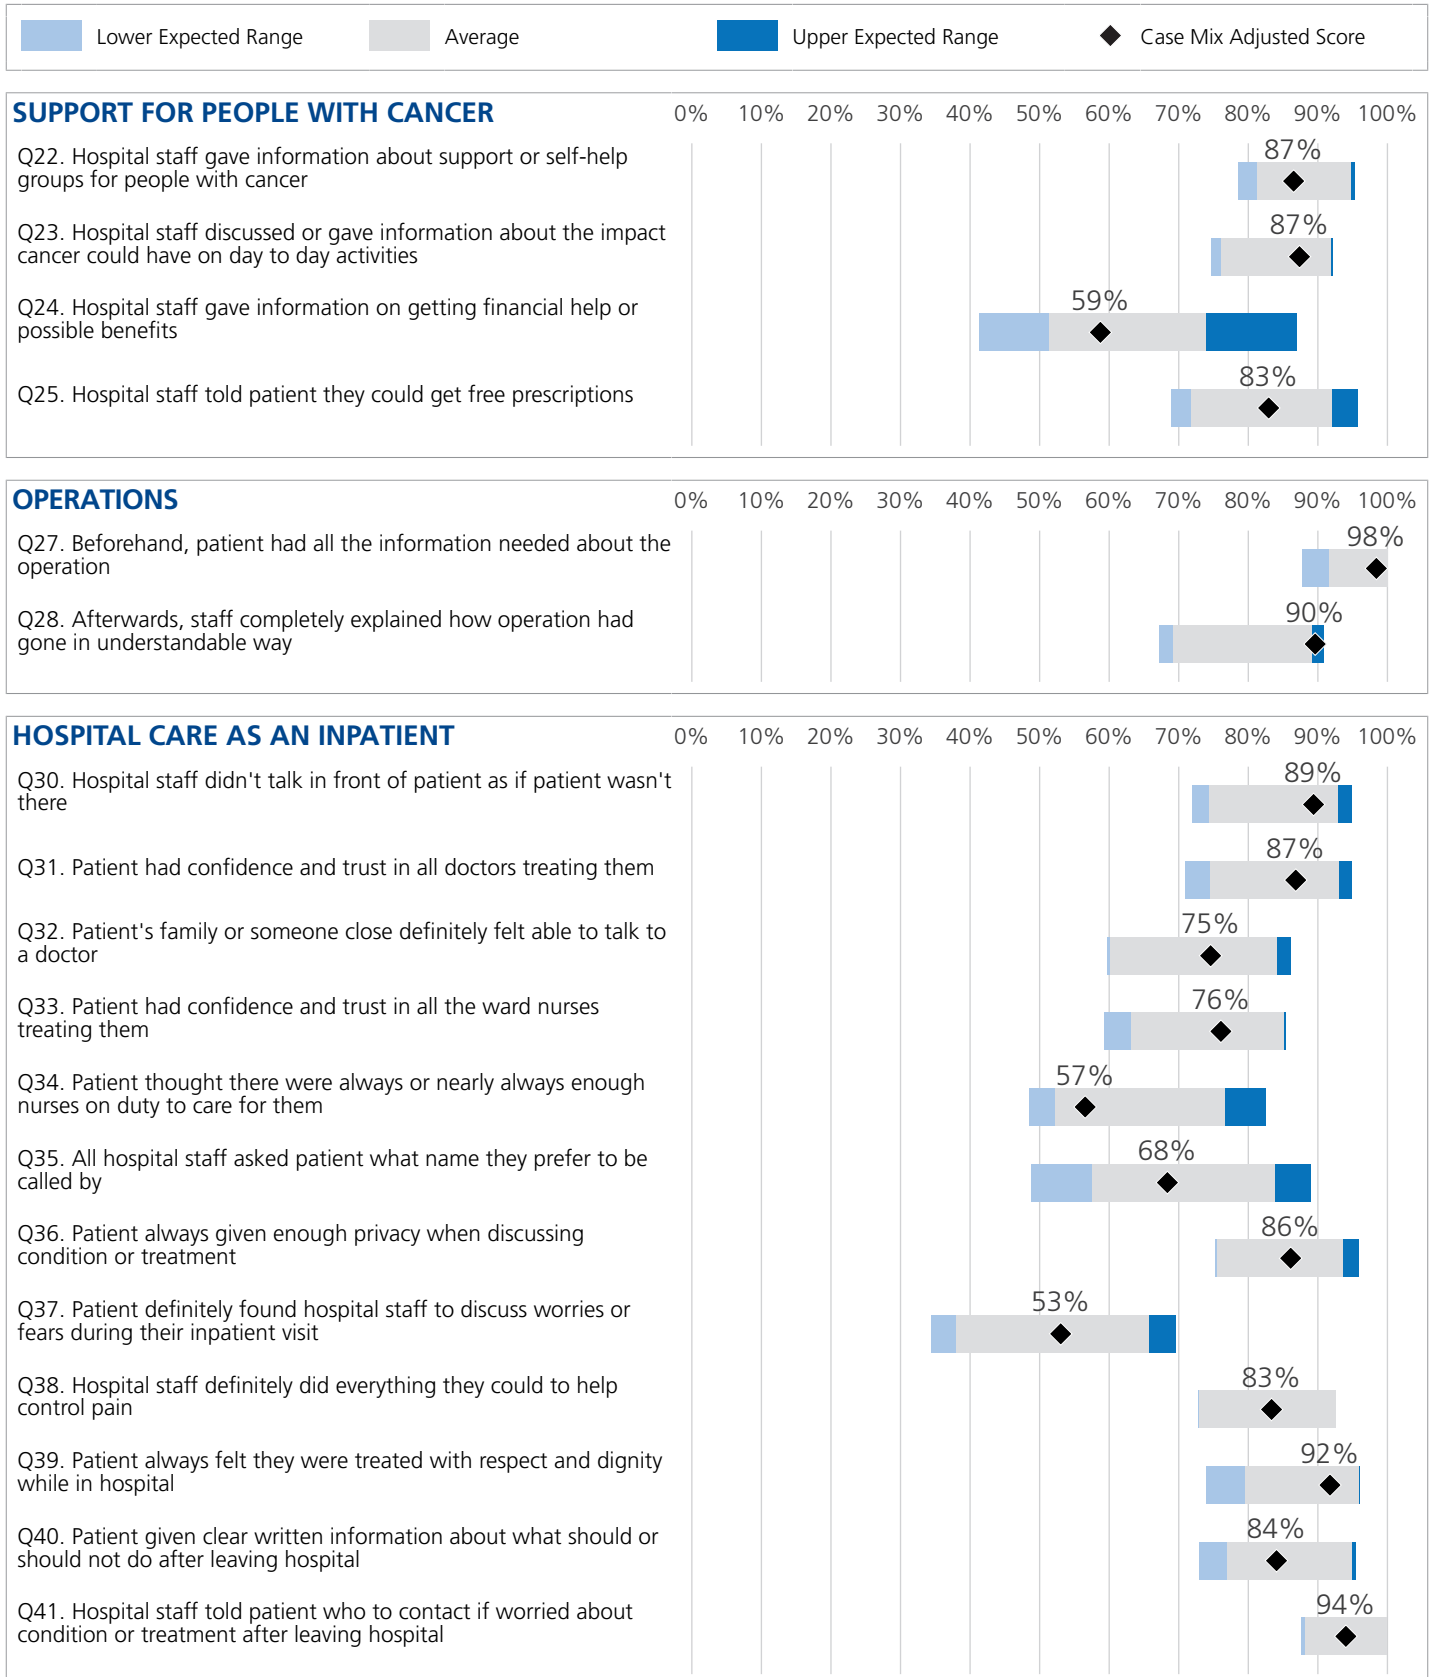 Lower Expected Range Average Upper Expected Range Case Mix Adjusted Score
SUPPORT FOR PEOPLE WITH CANCER 0% 10% 20% 30% 40% 50% 60% 70% 80% 90% 100%
Q22. Hospital staff gave information about support or self-help
groups for people with cancer
87%
Q23. Hospital staff discussed or gave information about the impact
cancer could have on day to day activities
87%
Q24. Hospital staff gave information on getting financial help or
possible benefits
59%
Q25. Hospital staff told patient they could get free prescriptions
83%
OPERATIONS 0% 10% 20% 30% 40% 50% 60% 70% 80% 90% 100%
Q27. Beforehand, patient had all the information needed about the
operation
98%
Q28. Afterwards, staff completely explained how operation had
gone in understandable way
90%
HOSPITAL CARE AS AN INPATIENT 0% 10% 20% 30% 40% 50% 60% 70% 80% 90% 100%
Q30. Hospital staff didn't talk in front of patient as if patient wasn't
there
89%
Q31. Patient had confidence and trust in all doctors treating them
87%
Q32. Patient's family or someone close definitely felt able to talk to
a doctor
75%
Q33. Patient had confidence and trust in all the ward nurses
treating them
76%
Q34. Patient thought there were always or nearly always enough
nurses on duty to care for them
57%
Q35. All hospital staff asked patient what name they prefer to be
called by
68%
Q36. Patient always given enough privacy when discussing
condition or treatment
86%
Q37. Patient definitely found hospital staff to discuss worries or
fears during their inpatient visit
53%
Q38. Hospital staff definitely did everything they could to help
control pain
83%
Q39. Patient always felt they were treated with respect and dignity
while in hospital
92%
Q40. Patient given clear written information about what should or
should not do after leaving hospital
84%
Q41. Hospital staff told patient who to contact if worried about
condition or treatment after leaving hospital
94%